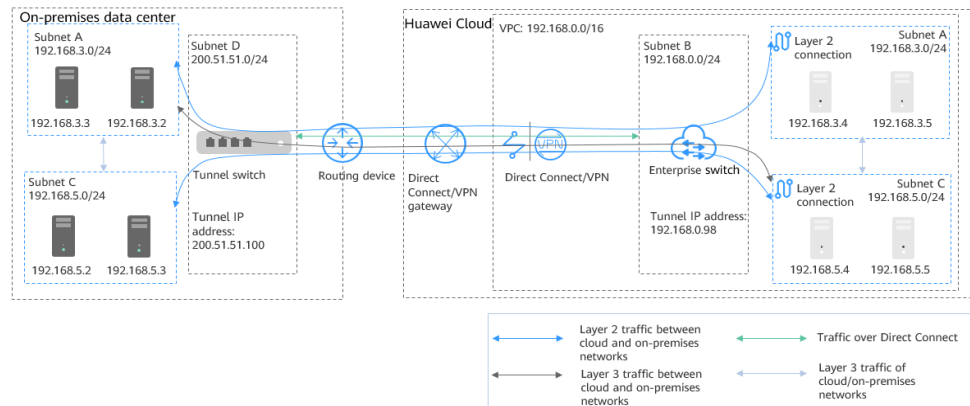 On-premises data center
Subnet A
192.168.3.0/24
192.168.3.3
192.168.3.2
Subnet C
192.168.5.0/24
192.168.5.2
192.168.5.3
Subnet D
200.51.51.0/24
Tunnel switch
Tunnel IP
address:
200.51.51.100
Routing device
Huawei Cloud
Direct
Connect/VPN
gateway
VPC: 192.168.0.0/16
VPN
Direct Connect/VPN
Subnet B
192.168.0.0/24
Enterprise switch
Tunnel IP address:
192.168.0.98
Layer 2
connection
Subnet A
192.168.3.0/24
192.168.3.4
192.168.3.5
Layer 2
connection
Subnet C
192.168.5.0/24
192.168.5.4
192.168.5.5
Layer 2 traffic between
cloud and on-premises
networks
Traffic over Direct Connect
Layer 3 traffic between
cloud and on-premises
networks
Layer 3 traffic of
cloud/on-premises
networks